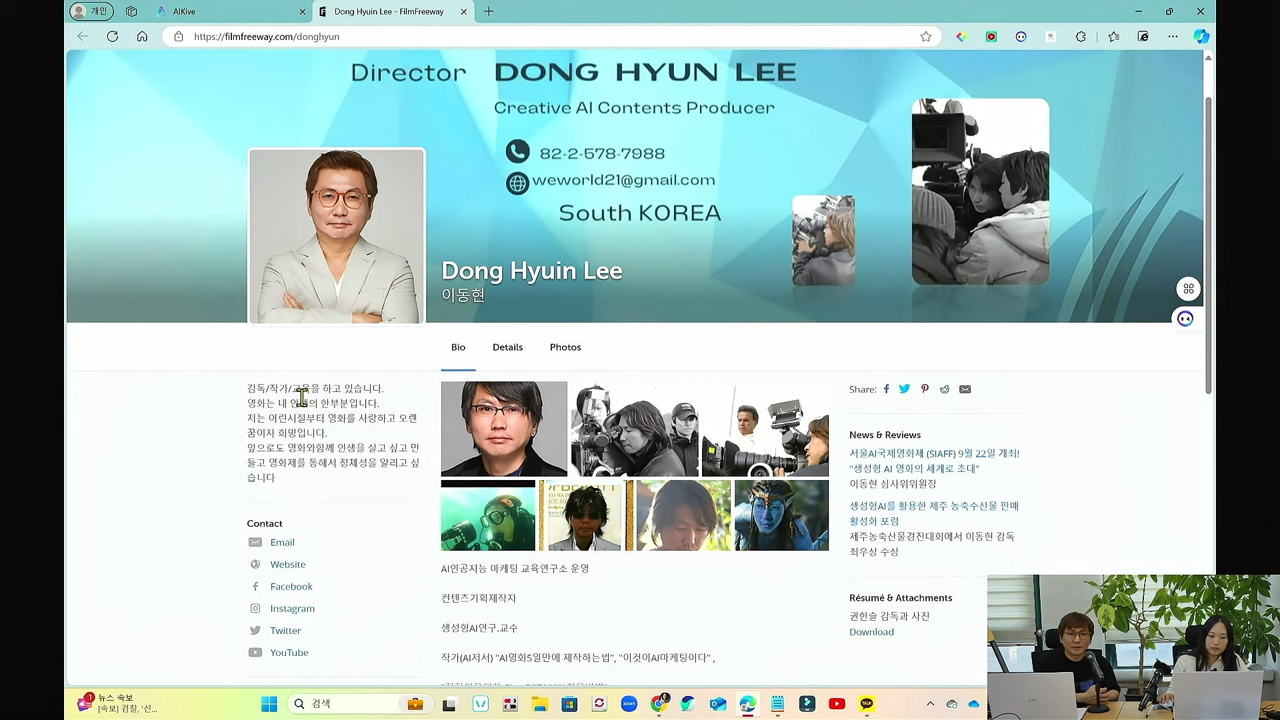 개인
AIKive
Dong Hyuin Lee - FilmFreeway
https://filmfreeway.com/donghyun
Director DONG HYUN LEE
Creative AI Contents Producer
82-2-578-7988
weworld21@gmail.com
South KOREA
Dong Hyuin Lee
이동현
Bio
Details
Photos
감독/작가/교육을 하고 있습니다.
영화는 내 인생의 한부분입니다.
저는 어린시절부터 영화를 사랑하고 오랜
꿈이자 희망입니다.
앞으로도 영화와함께 인생을 살고 싶고 만
들고 영화제를 통해서 정체성을 알리고 싶
습니다
Contact
Email
Website
Facebook
Instagram
Twitter
YouTube
AI인공지능 마케팅 교육연구소 운영
컨텐츠기획제작자
생성형AI연구.교수
작가(AI저서) "AI영화5일만에 제작하는법", "이것이AI마케팅이다" ,
Share:
News & Reviews
서울AI국제영화제 (SIAFF) 9월 22일 개최!
"생성형 AI 영화의 세계로 초대"
이동현 심사위위원장
생성형AI를 활용한 제주 농축수산물 판매
활성화 포럼
제주농축산물경진대회에서 이동현 감독
최우상 수상
Résumé & Attachments
권한슬 감독과 사진
Download
뉴스 속보
[속보] 검찰, '선...
검색
zoom
TALK